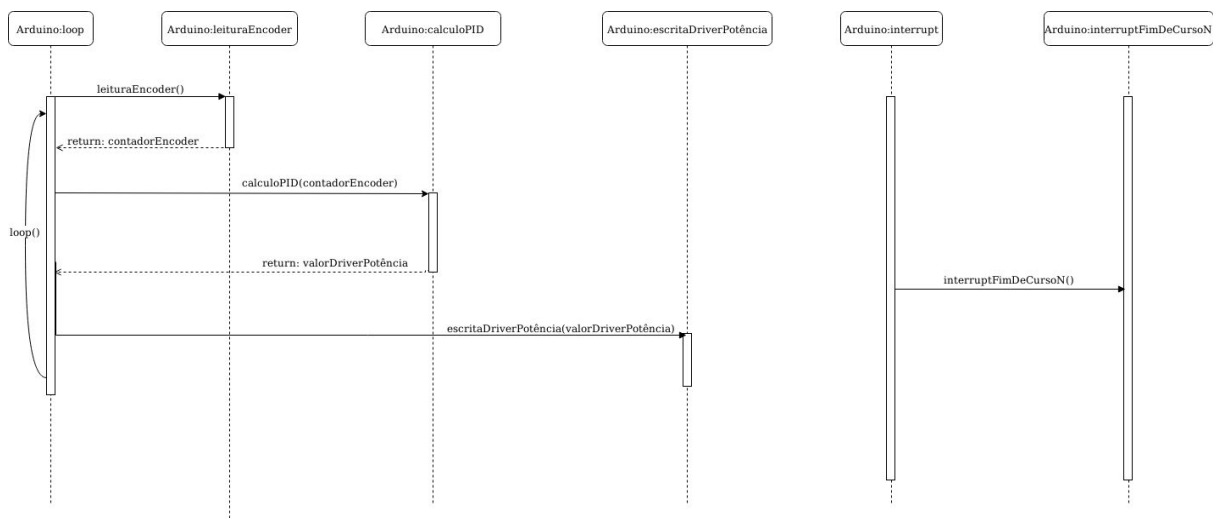 Arduino:loop
Arduino:leituraEncoder
Arduino:calculoPID
Arduino:escritaDriverPotência
Arduino:interrupt
Arduino:interruptFimDeCursoN
leituraEncoder()
return: contadorEncoder
calculoPID(contadorEncoder)
loop()
return: valorDriverPotência
interruptFimDeCursoN()
escritaDriverPotência(valorDriverPotência)